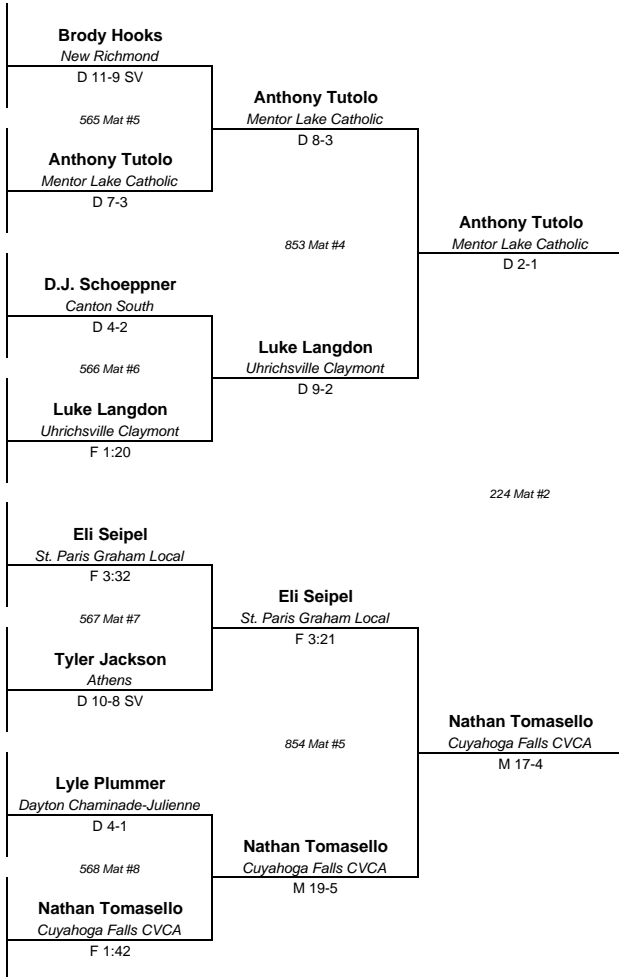 Brody Hooks
New Richmond
D 11-9 SV
565 Mat #5
Anthony Tutolo
Mentor Lake Catholic
D 7-3
Anthony Tutolo
Mentor Lake Catholic
D 8-3
853 Mat #4
D.J. Schoeppner
Canton South
D 4-2
566 Mat #6
Luke Langdon
Uhrichsville Claymont
F 1:20
Luke Langdon
Uhrichsville Claymont
D 9-2
Anthony Tutolo
Mentor Lake Catholic
D 2-1
224 Mat #2
Eli Seipel
St. Paris Graham Local
F 3:32
567 Mat #7
Tyler Jackson
Athens
D 10-8 SV
Eli Seipel
St. Paris Graham Local
F 3:21
854 Mat #5
Lyle Plummer
Dayton Chaminade-Julienne
D 4-1
568 Mat #8
Nathan Tomasello
Cuyahoga Falls CVCA
F 1:42
Nathan Tomasello
Cuyahoga Falls CVCA
M 19-5
Nathan Tomasello
Cuyahoga Falls CVCA
M 17-4